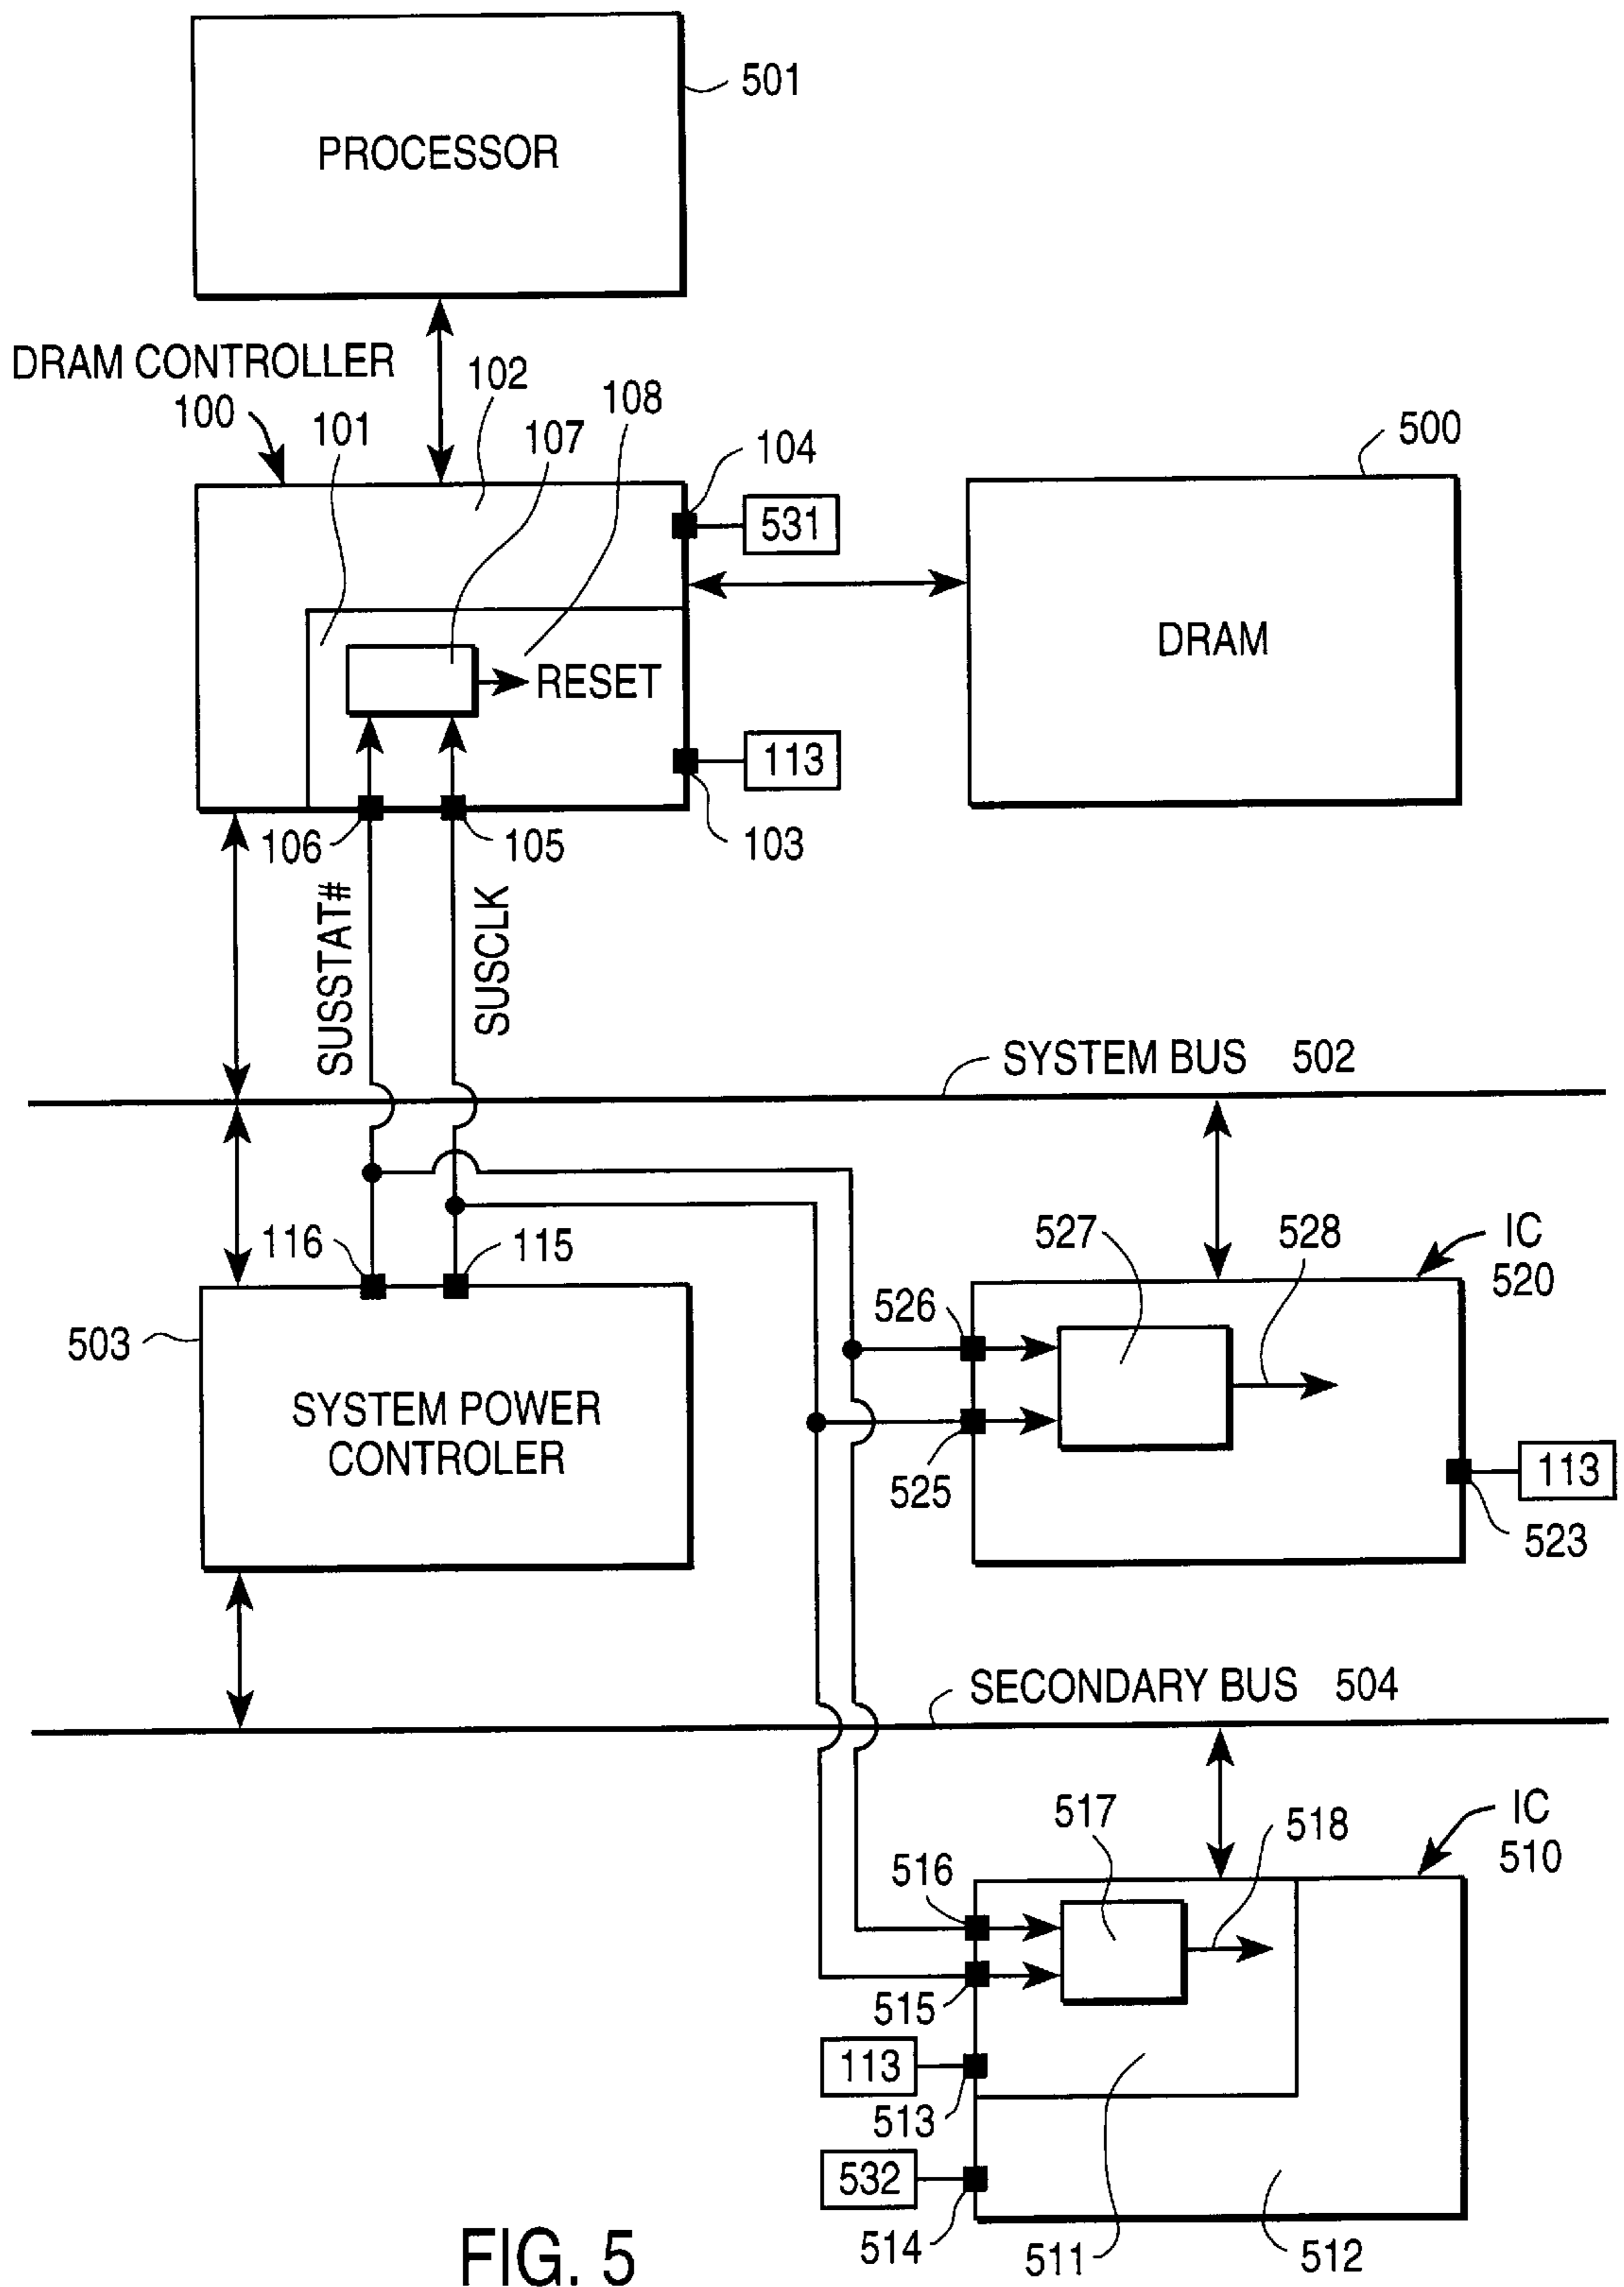 501
PROCESSOR
DRAM CONTROLLER
100
101
102
107
108
104
531
500
DRAM
RESET
113
106
105
103
SUSSTAT#
SUSCLK
SYSTEM BUS 502
116
115
503
SYSTEM POWER
CONTROLER
527
528
IC
520
526
525
113
523
SECONDARY BUS 504
517
518
IC
510
516
515
113
513
532
514
511
512
FIG. 5